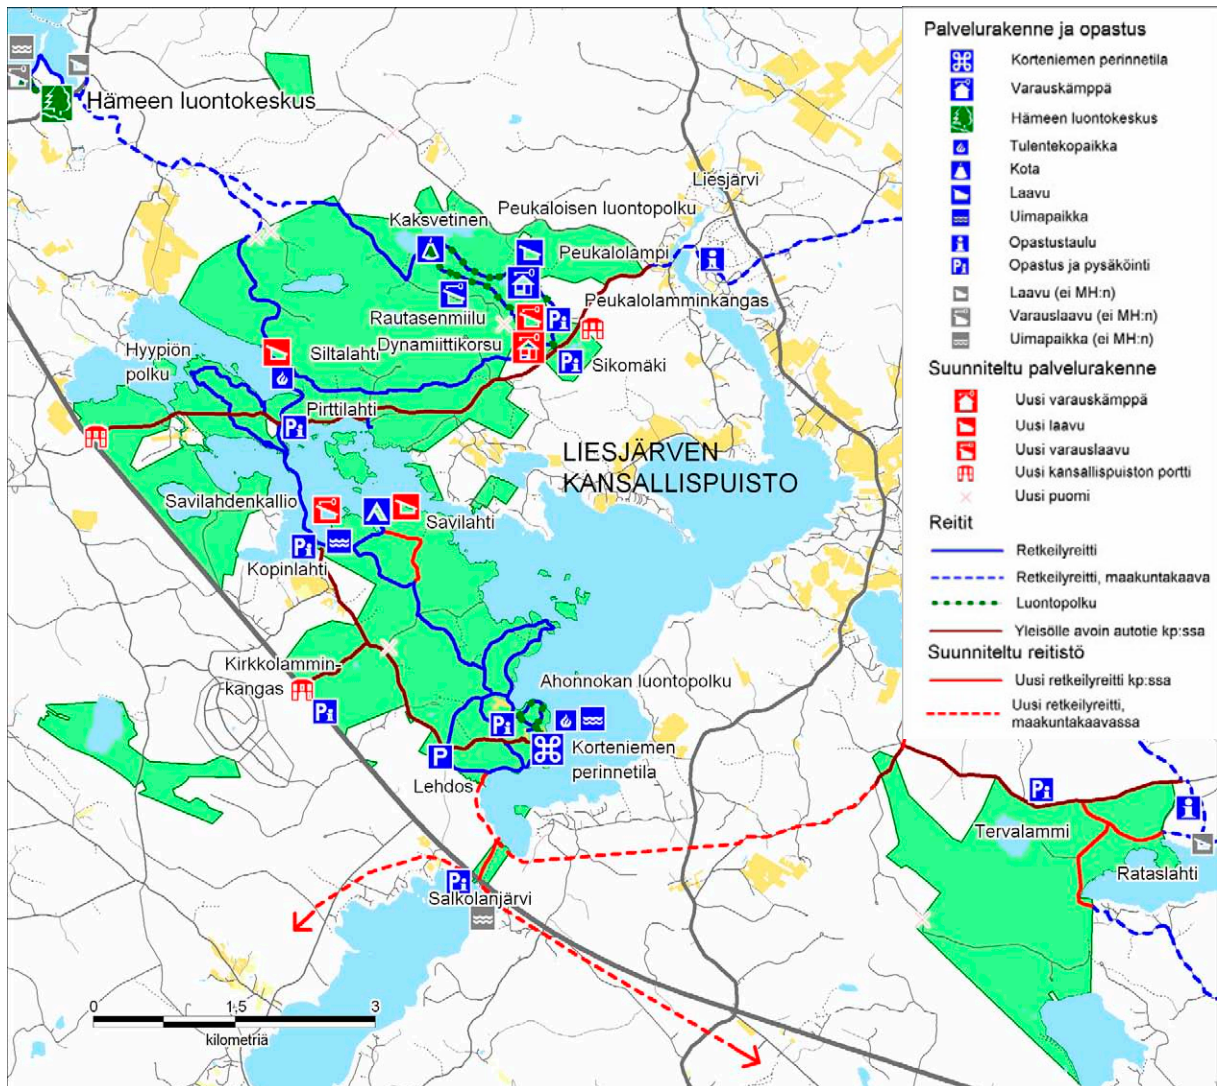 Hämeen luontokeskus
Liesjärvi
Peukaloisen luontopolku
Kaksvetinen
Peukalolampi
Peukalolamminkangas
Rautasenmiilu
Dynamiittikorsu
Sikomäki
Siltalahti
Hyypiön
polku
Pirttilahti
LIESJÄRVEN
KANSALLISPUISTO
Savilahdenkallio
Savilahti
Kopinlahti
Kirkkolammin-
kangas
Ahonnokan luontopolku
Korteniemen
perinnetila
P
Lehdos
Salkolanjärvi
Tervalammi
Rataslahti
0 1,5 3
kilometriä
Palvelurakenne ja opastus
Korteniemen perinnetila
Varauskämppä
Hämeen luontokeskus
Tulentekopaikka
Kota
Laavu
Uimapaikka
Opastustaulu
Opastus ja pysäköinti
Laavu (ei MH:n)
Varauslaavu (ei MH:n)
Uimapaikka (ei MH:n)
Suunniteltu palvelurakenne
Uusi varauskämppä
Uusi laavu
Uusi varauslaavu
Uusi kansallispuiston portti
Uusi puomi
Reitit
Retkeilyreitti
Retkeilyreitti, maakuntakaava
Luontopolku
Yleisölle avoin autotie kp:ssa
Suunniteltu reitistö
Uusi retkeilyreitti kp:ssa
Uusi retkeilyreitti,
maakuntakaavassa